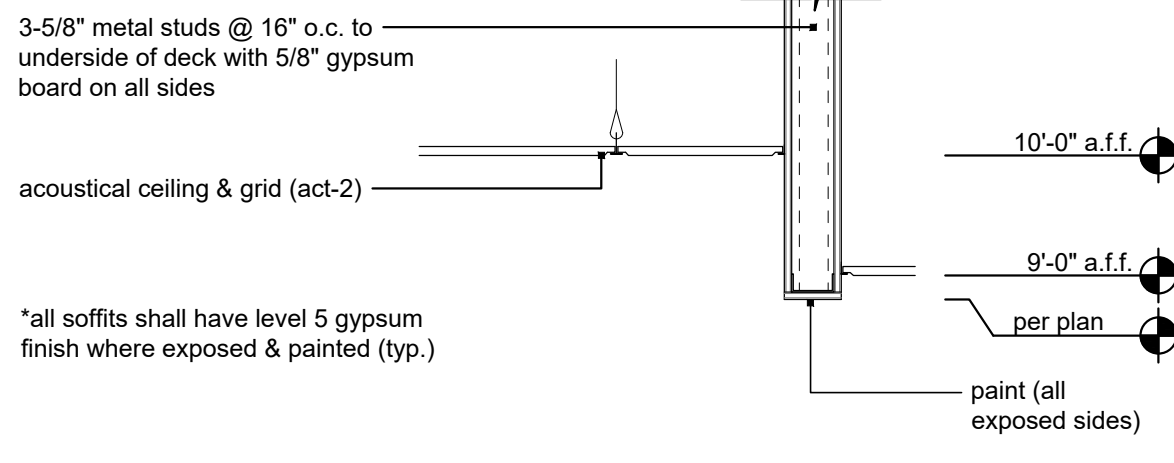 3-5/8" metal studs @ 16" o.c. to
underside of deck with 5/8" gypsum
board on all sides
10'-0" a.f.f.
acoustical ceiling & grid (act-2)
9'-0" a.f.f.
*all soffits shall have level 5 gypsum
finish where exposed & painted (typ.)
per plan
paint (all
exposed sides)